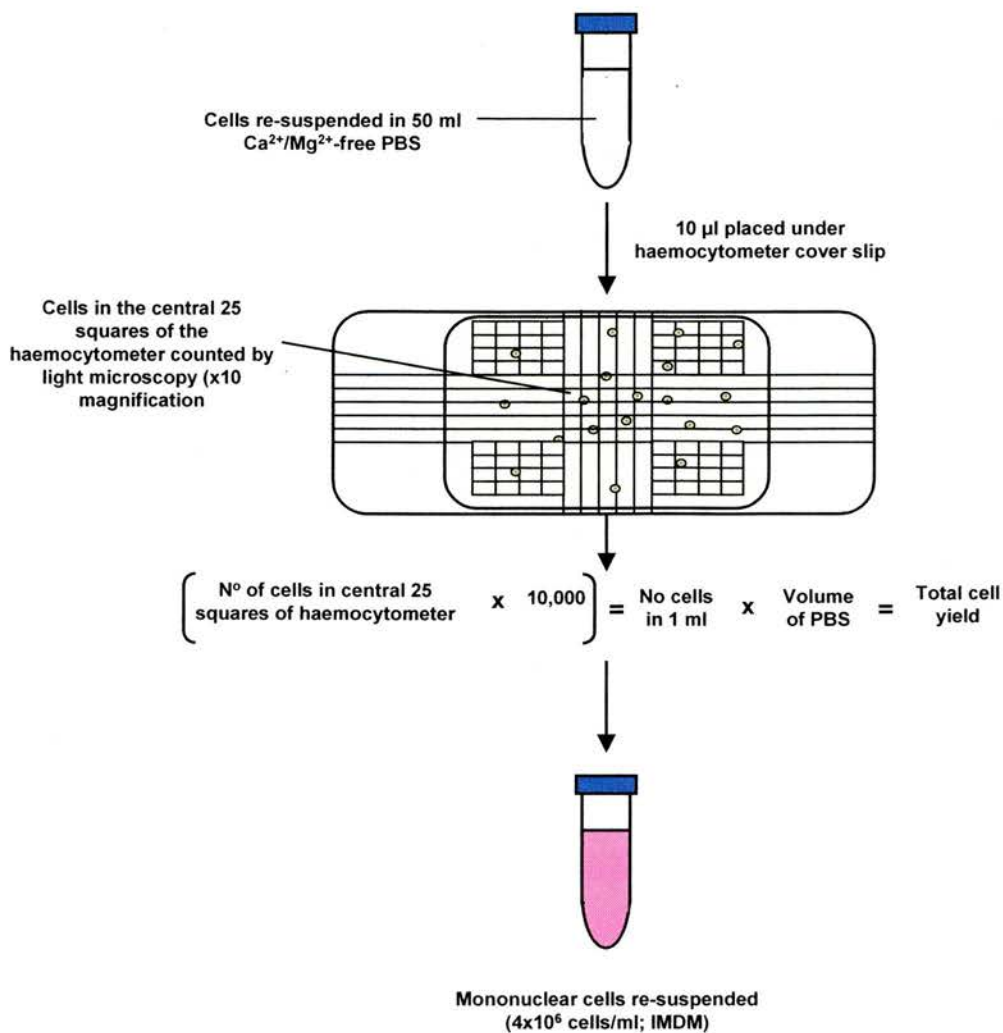 Cells re-suspended in 50 ml
Ca²⁺/Mg²⁺-free PBS
10 µl placed under
haemocytometer cover slip
Cells in the central 25
squares of the
haemocytometer counted by
light microscopy (x10
magnification
Nº of cells in central 25
squares of haemocytometer
x 10,000
=
No cells
in 1 ml
x
Volume
of PBS
=
Total cell
yield
Mononuclear cells re-suspended
(4x10⁶ cells/ml; IMDM)